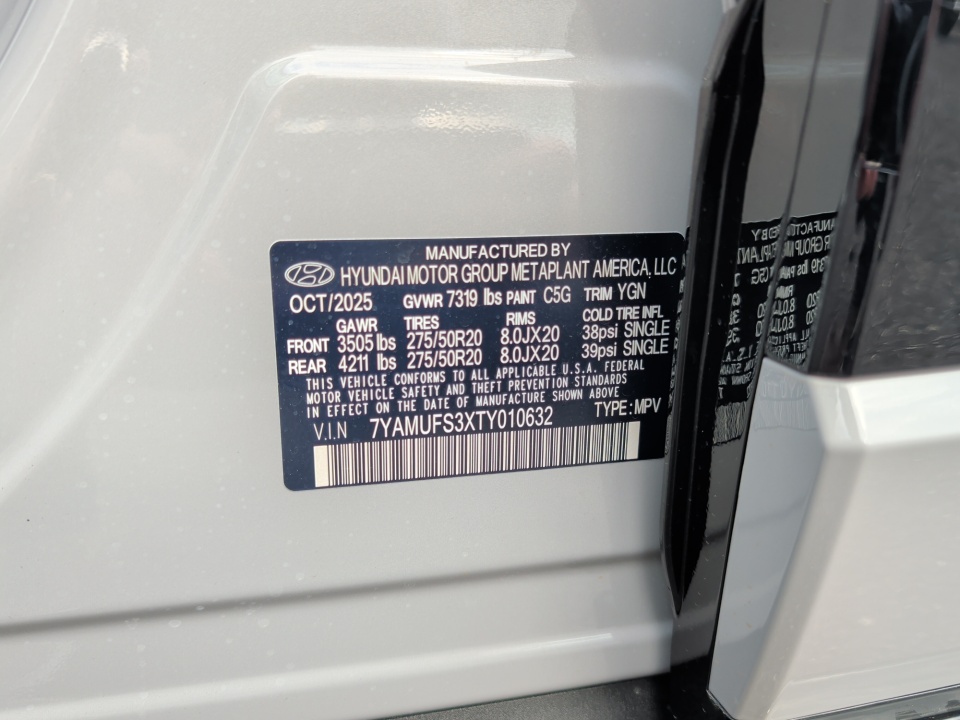 MANUFACTURED BY
HYUNDAI MOTOR GROUP METAPLANT AMERICA, LLC
OCT/2025 GVWR 7319 lbs PAINT C5G TRIM YGN
GAWR TIRES RIMS COLD TIRE INFL
FRONT 3505 lbs 275/50R20 8.0JX20 38psi SINGLE
REAR 4211 lbs 275/50R20 8.0JX20 39psi SINGLE
THIS VEHICLE CONFORMS TO ALL APPLICABLE U.S.A. FEDERAL
MOTOR VEHICLE SAFETY AND THEFT PREVENTION STANDARDS
IN EFFECT ON THE DATE OF MANUFACTURE SHOWN ABOVE.
V.I.N 7YAMUFS3XTY010632 TYPE : MPV